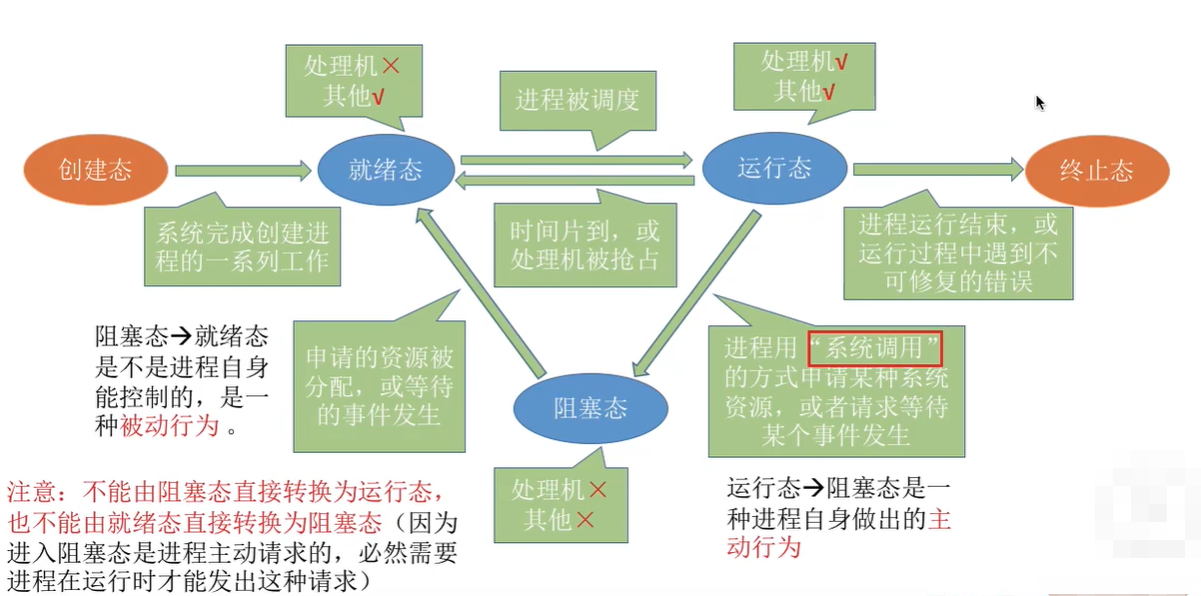 处理机×
其他√
进程被调度
处理机√
其他√
创建态
就绪态
运行态
终止态
系统完成创建进
程的一系列工作
时间片到，或
处理机被抢占
进程运行结束，或
运行过程中遇到不
可修复的错误
阻塞态→就绪态
是不是进程自身
能控制的，是一
种被动行为 。
申请的资源被
分配，或等待
的事件发生
进程用“系统调用”
的方式申请某种系统
资源，或者请求等待
某个事件发生
阻塞态
处理机×
其他×
注意：不能由阻塞态直接转换为运行态，
也不能由就绪态直接转换为阻塞态（因为
进入阻塞态是进程主动请求的，必然需要
进程在运行时才能发出这种请求）
运行态→阻塞态是一
种进程自身做出的主
动行为